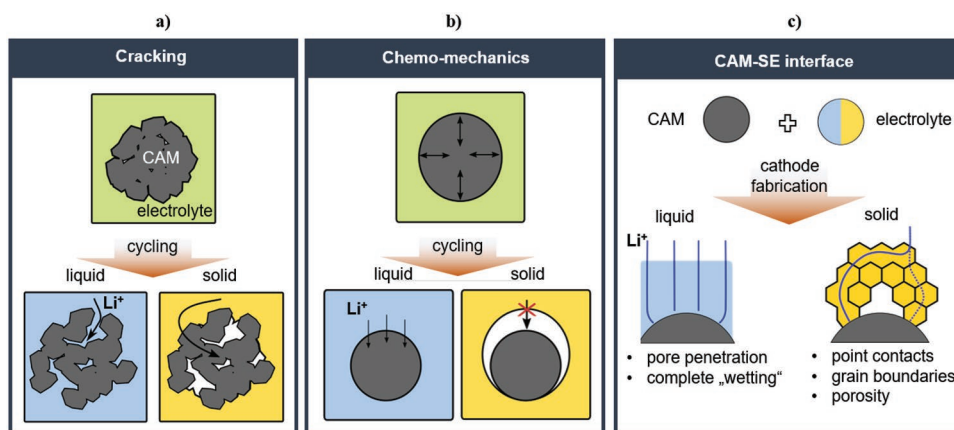 a)
Cracking
CAM
electrolyte
cycling
liquid
solid
Li⁺
b)
Chemo-mechanics
cycling
liquid
solid
Li⁺
c)
CAM-SE interface
CAM
electrolyte
cathode
fabrication
liquid
solid
Li⁺
• pore penetration
• complete „wetting“
• point contacts
• grain boundaries
• porosity